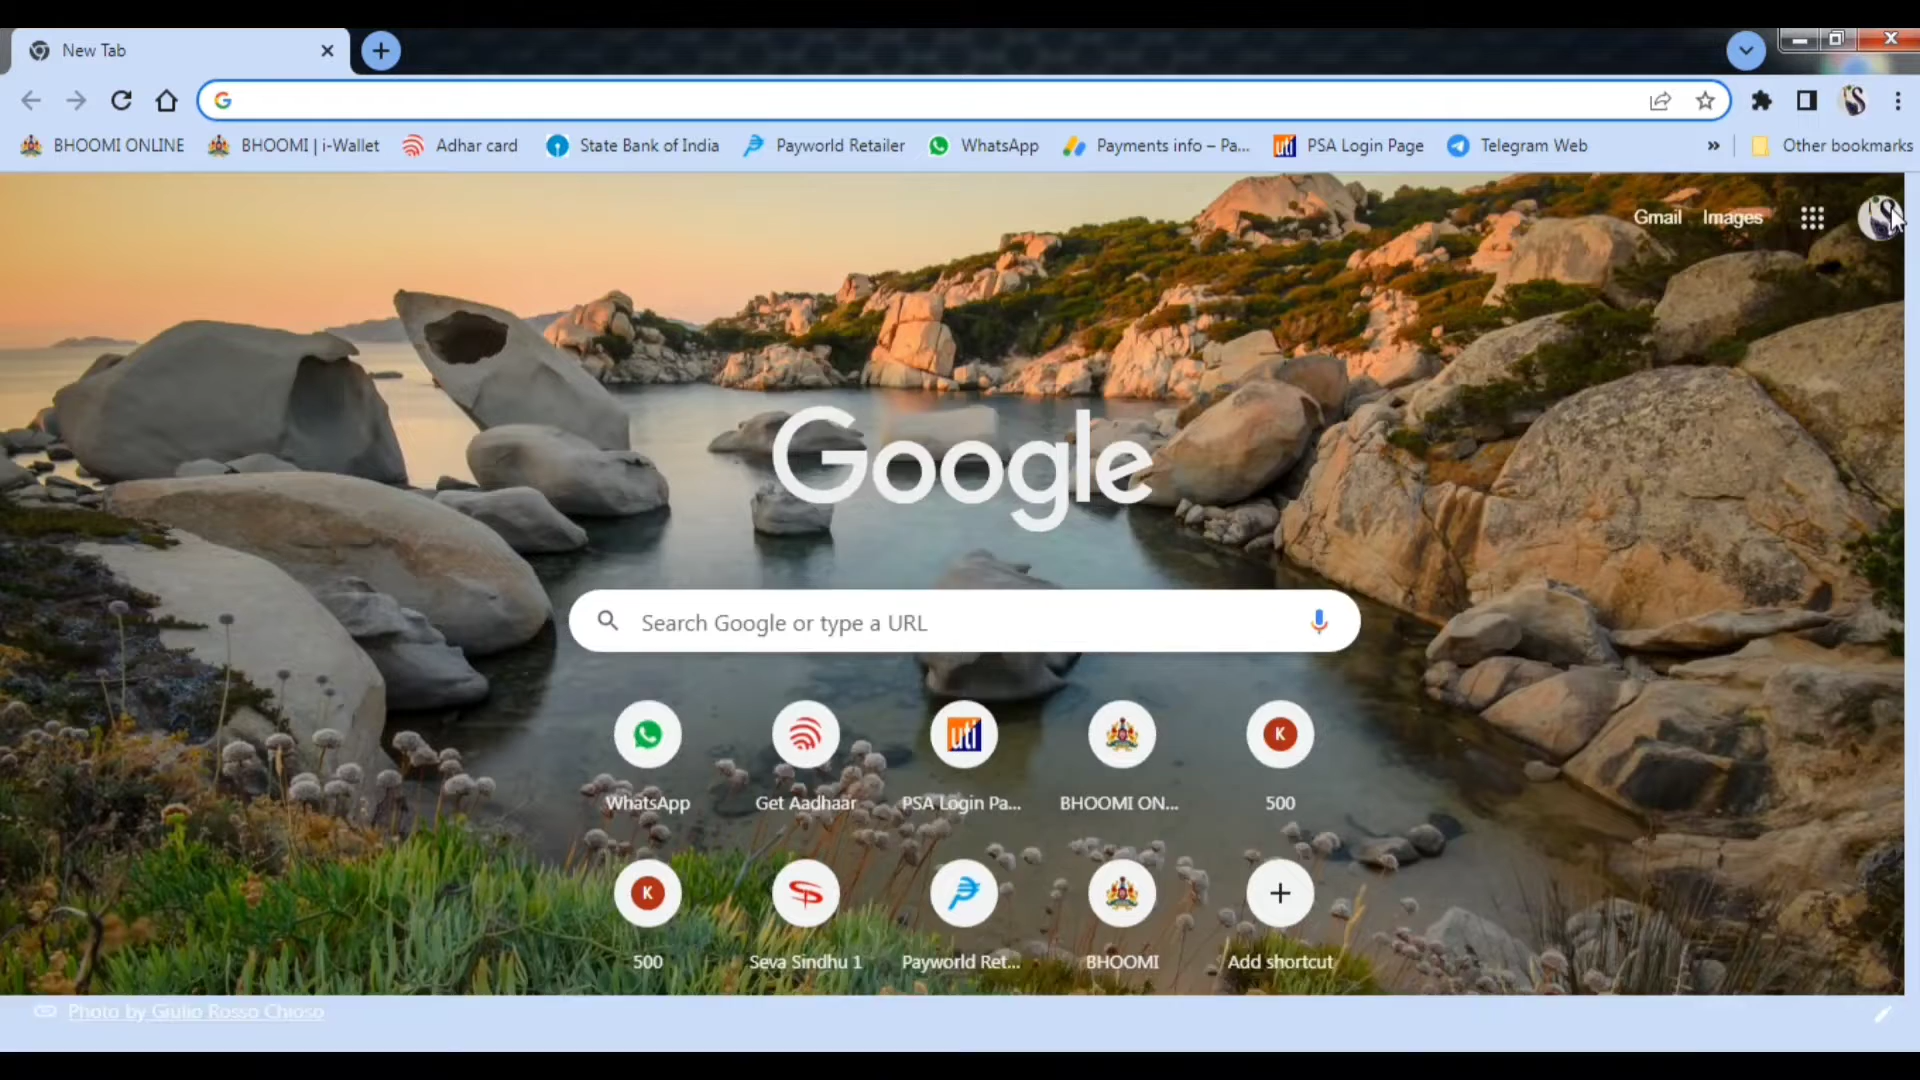 New Tab
BHOOMI ONLINE BHOOMI | i-Wallet Adhar card State Bank of India Payworld Retailer WhatsApp Payments info – Pa... uti PSA Login Page Telegram Web » Other bookmarks
Gmail Images
Google
Search Google or type a URL
uti K
WhatsApp Get Aadhaar PSA Login Pa... BHOOMI ON... 500
K
500 Seva Sindhu 1 Payworld Ret... BHOOMI Add shortcut
Photo by Giulio Rosso Chioso